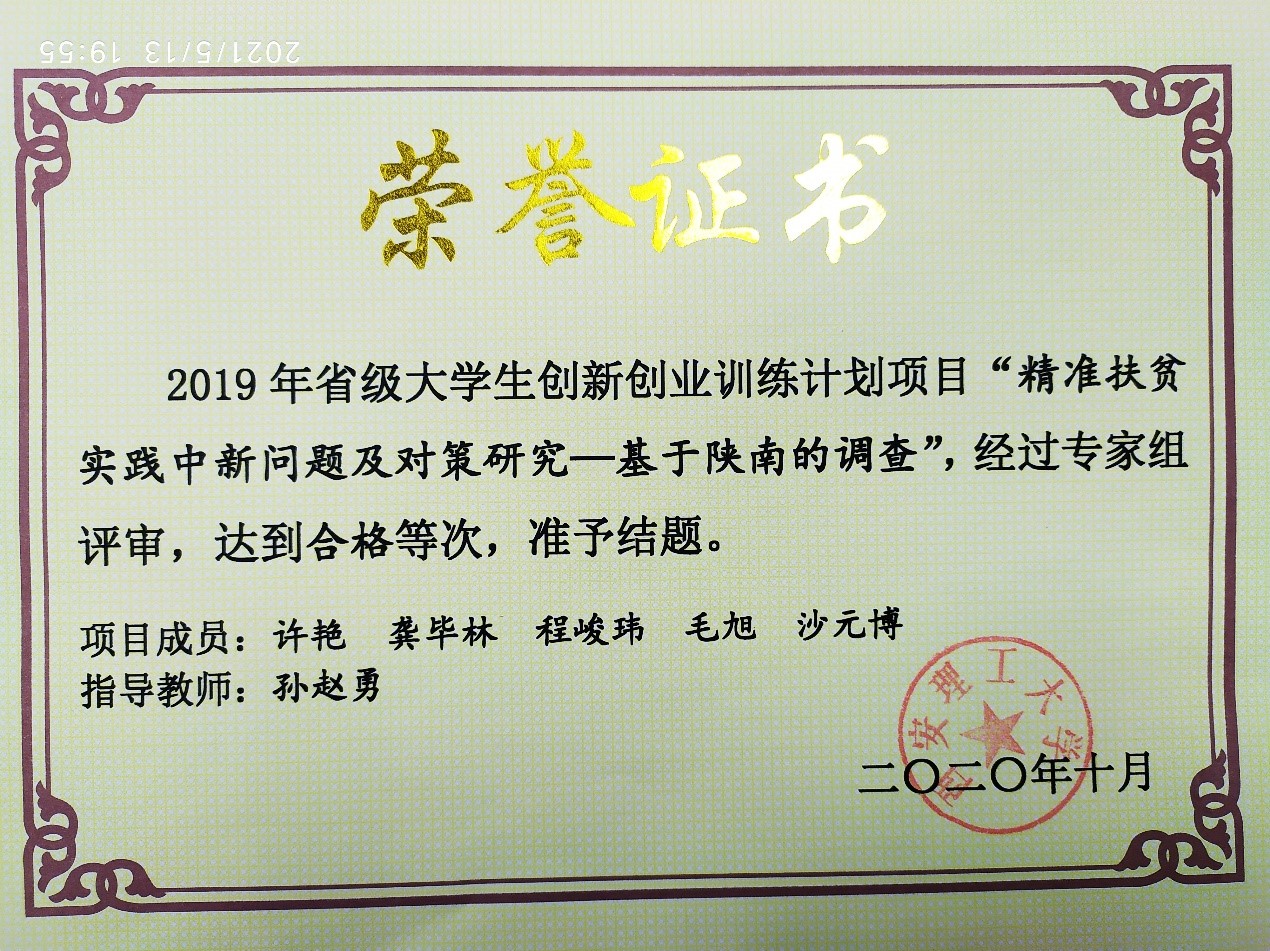 2021/5/13 19:55
荣誉证书
2019年省级大学生创新创业训练计划项目“精准扶贫
实践中新问题及对策研究—基于陕南的调查”，经过专家组
评审，达到合格等次，准予结题。
项目成员：许艳 龚毕林 程峻玮 毛旭 沙元博
指导教师：孙赵勇
西安理工大学
二〇二〇年十月